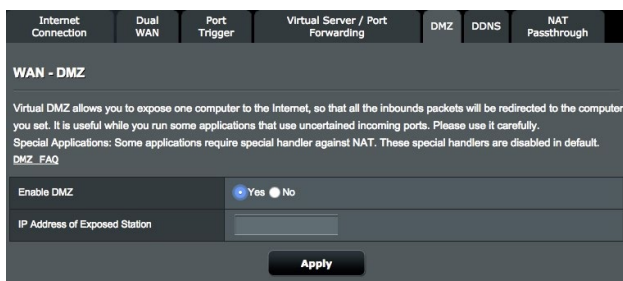 Internet Connection
Dual WAN
Port Trigger
Virtual Server / Port Forwarding
DMZ
DDNS
NAT Passthrough
WAN - DMZ
Virtual DMZ allows you to expose one computer to the Internet, so that all the inbounds packets will be redirected to the computer
you set. It is useful while you run some applications that use uncertained incoming ports. Please use it carefully.
Special Applications: Some applications require special handler against NAT. These special handlers are disabled in default.
DMZ FAQ
Enable DMZ
Yes No
IP Address of Exposed Station
Apply